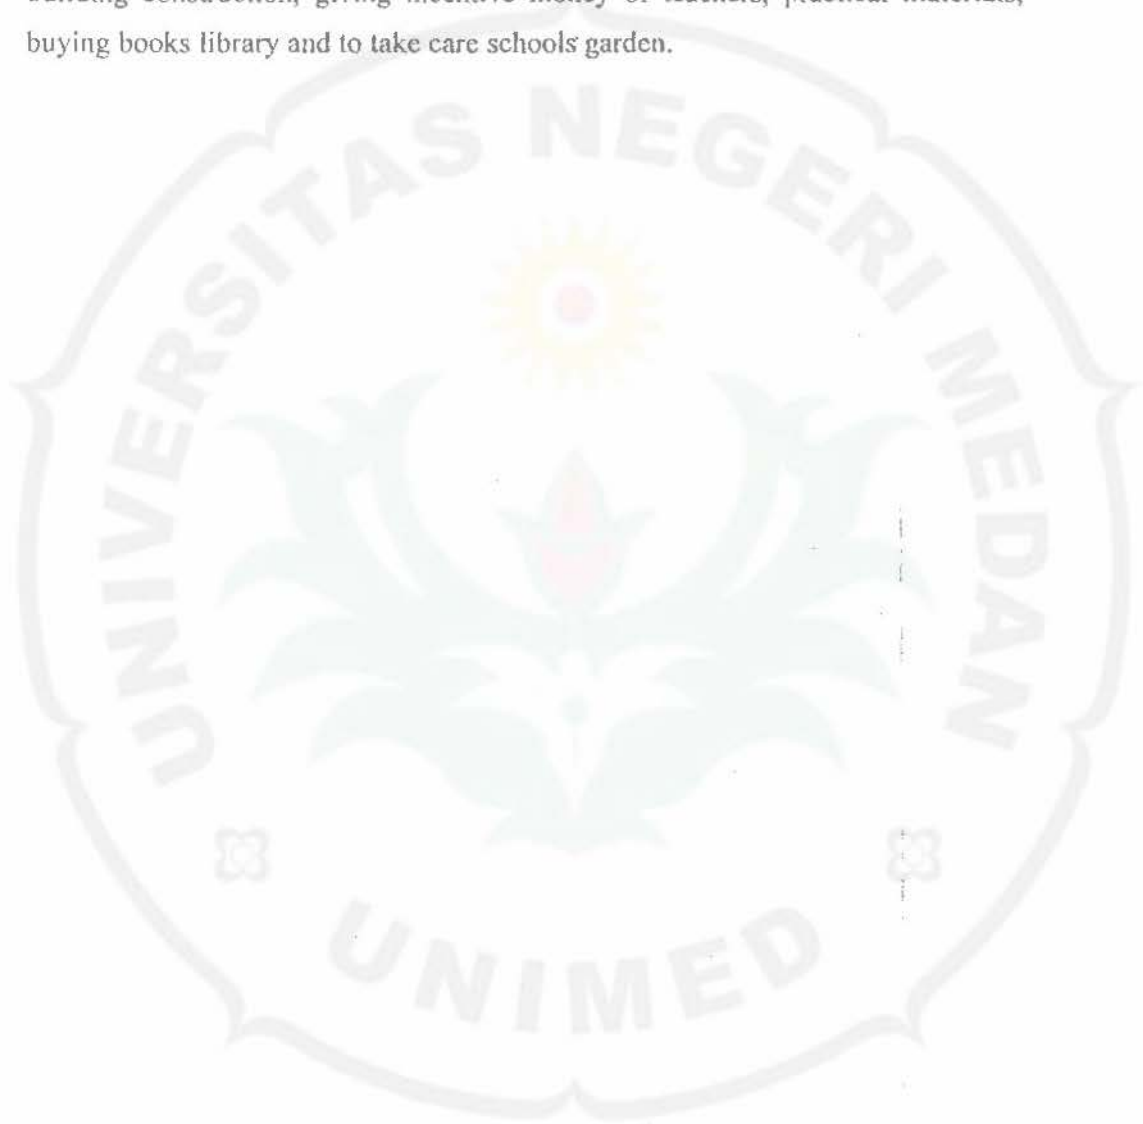 building construction, giving incentive money of teachers, practical materials,
buying books library and to take care schools garden.
UNIVERSITAS NEGERI MEDAN
UNIMED